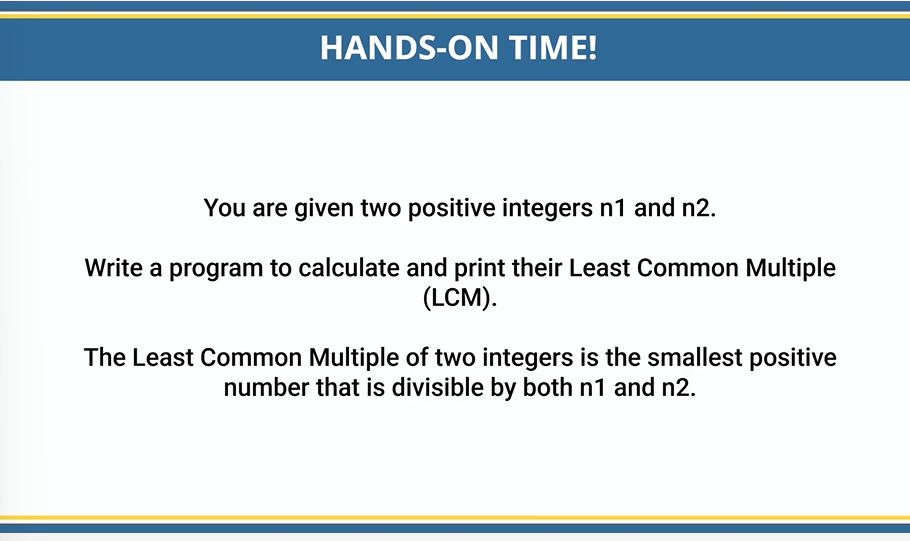 HANDS-ON TIME!
You are given two positive integers n1 and n2.
Write a program to calculate and print their Least Common Multiple
(LCM).
The Least Common Multiple of two integers is the smallest positive
number that is divisible by both n1 and n2.